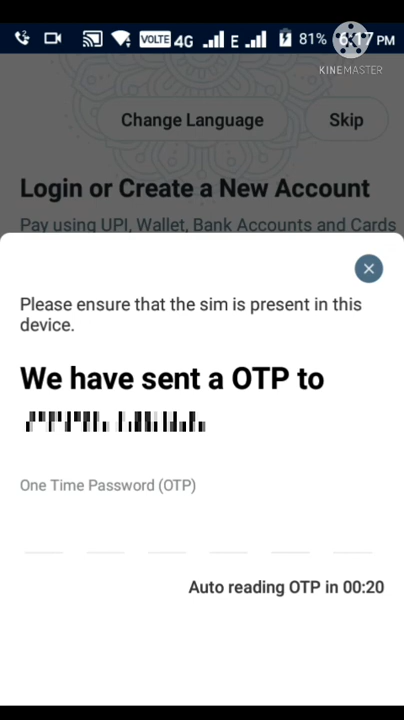 VOLTE 4G E 81% 6:17 PM
KINEMASTER
Change Language Skip
Login or Create a New Account
Pay using UPI, Wallet, Bank Accounts and Cards
Please ensure that the sim is present in this
device.
We have sent a OTP to
One Time Password (OTP)
Auto reading OTP in 00:20